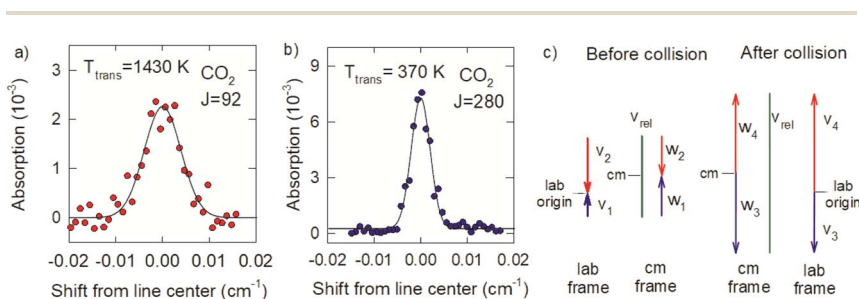 a)
T_trans=1430 K
CO₂
J=92
Absorption (10⁻³)
3
2
1
0
-0.02 -0.01 0.00 0.01 0.02
Shift from line center (cm⁻¹)
b)
T_trans=370 K
CO₂
J=280
Absorption (10⁻³)
9
6
3
0
-0.02 -0.01 0.00 0.01 0.02
Shift from line center (cm⁻¹)
c)
Before collision
After collision
v₂
lab
origin
v₁
v_rel
cm
w₂
w₁
lab
frame
cm
frame
w₄
cm
w₃
v_rel
v₄
lab
origin
v₃
cm
frame
lab
frame